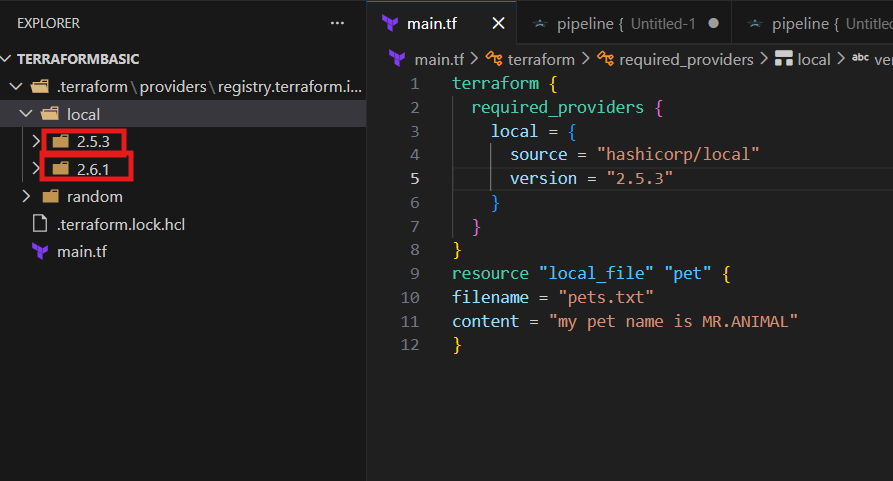 EXPLORER
...
TERRAFORMBASIC
.terraform\providers\registry.terraform.i...
local
2.5.3
2.6.1
random
.terraform.lock.hcl
main.tf
main.tf
pipeline { Untitled-1
pipeline { Untitled
main.tf > terraform > required_providers > local > abc ver
1 terraform {
2 required_providers {
3 local = {
4 source = "hashicorp/local"
5 version = "2.5.3"
6 }
7 }
8 }
9 resource "local_file" "pet" {
10 filename = "pets.txt"
11 content = "my pet name is MR.ANIMAL"
12 }